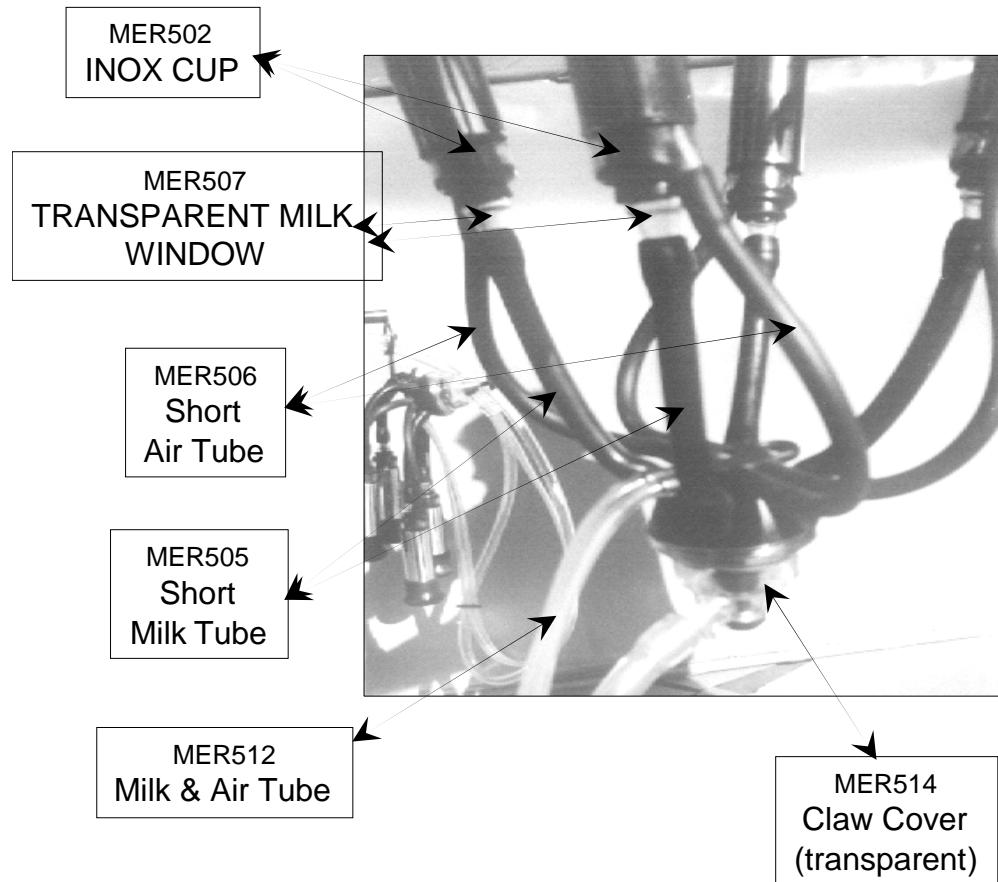 MER502
INOX CUP
MER507
TRANSPARENT MILK
WINDOW
MER506
Short
Air Tube
MER505
Short
Milk Tube
MER512
Milk & Air Tube
MER514
Claw Cover
(transparent)